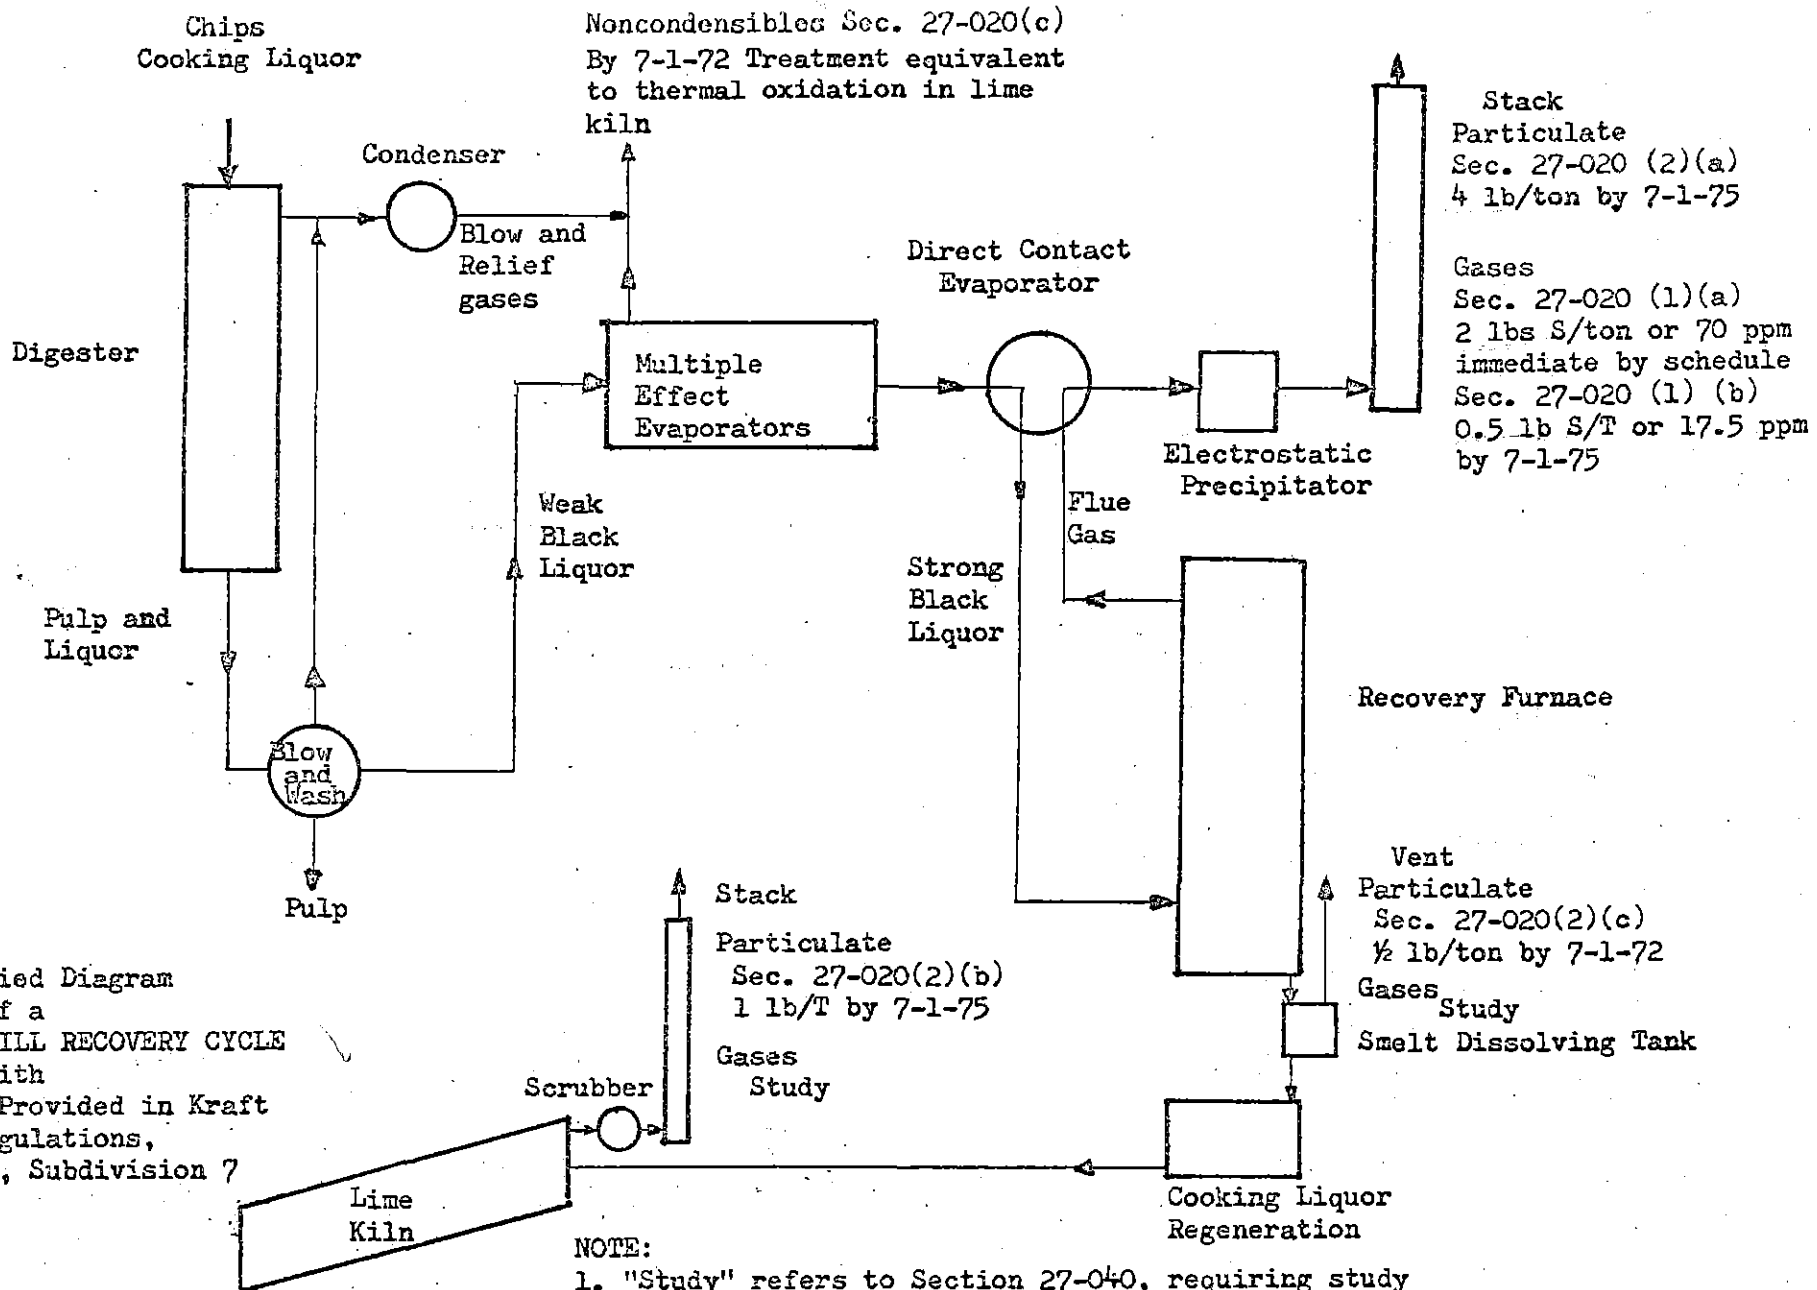 Chips
Cooking Liquor
Noncondensibles Sec. 27-020(c)
By 7-1-72 Treatment equivalent
to thermal oxidation in lime
kiln
Condenser
Blow and
Relief
gases
Digester
Multiple
Effect
Evaporators
Direct Contact
Evaporator
Stack
Particulate
Sec. 27-020 (2)(a)
4 lb/ton by 7-1-75
Gases
Sec. 27-020 (1)(a)
2 lbs S/ton or 70 ppm
immediate by schedule
Sec. 27-020 (1) (b)
0.5 lb S/T or 17.5 ppm
by 7-1-75
Electrostatic
Precipitator
Weak
Black
Liquor
Flue
Gas
Strong
Black
Liquor
Pulp and
Liquor
Recovery Furnace
Blow
and
Wash
Pulp
Vent
Particulate
Sec. 27-020(2)(c)
½ lb/ton by 7-1-72
Gases
Study
Smelt Dissolving Tank
Stack
Particulate
Sec. 27-020(2)(b)
1 lb/T by 7-1-75
Gases
Study
Scrubber
ied Diagram
f a
ILL RECOVERY CYCLE
ith
Provided in Kraft
gulations,
, Subdivision 7
Lime
Kiln
Cooking Liquor
Regeneration
NOTE:
1. "Study" refers to Section 27-040, requiring study